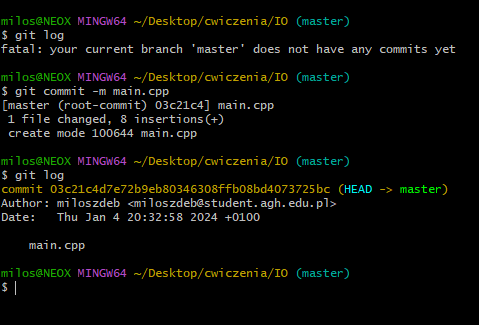 milos@NEOX MINGW64 ~/Desktop/cwiczenia/IO (master)
$ git log
fatal: your current branch 'master' does not have any commits yet
milos@NEOX MINGW64 ~/Desktop/cwiczenia/IO (master)
$ git commit -m main.cpp
[master (root-commit) 03c21c4] main.cpp
 1 file changed, 8 insertions(+)
 create mode 100644 main.cpp
milos@NEOX MINGW64 ~/Desktop/cwiczenia/IO (master)
$ git log
commit 03c21c4d7e72b9eb80346308ffb08bd4073725bc (HEAD -> master)
Author: miloszdeb <miloszdeb@student.agh.edu.pl>
Date:   Thu Jan 4 20:32:58 2024 +0100
    main.cpp
milos@NEOX MINGW64 ~/Desktop/cwiczenia/IO (master)
$